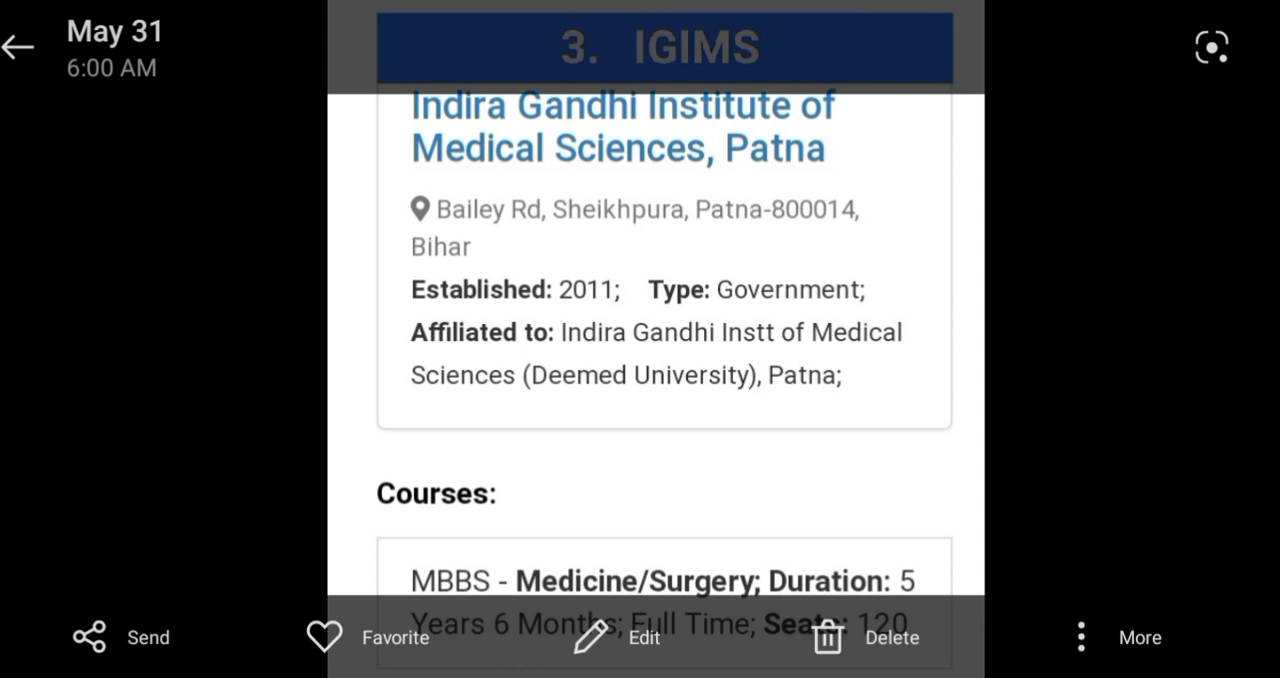 May 31
6:00 AM
3. IGIMS
Indira Gandhi Institute of
Medical Sciences, Patna
Bailey Rd, Sheikhpura, Patna-800014,
Bihar
Established: 2011; Type: Government;
Affiliated to: Indira Gandhi Instt of Medical
Sciences (Deemed University), Patna;
Courses:
MBBS - Medicine/Surgery; Duration: 5
Years 6 Months; Full Time; Seats: 120
Send Favorite Edit Delete More